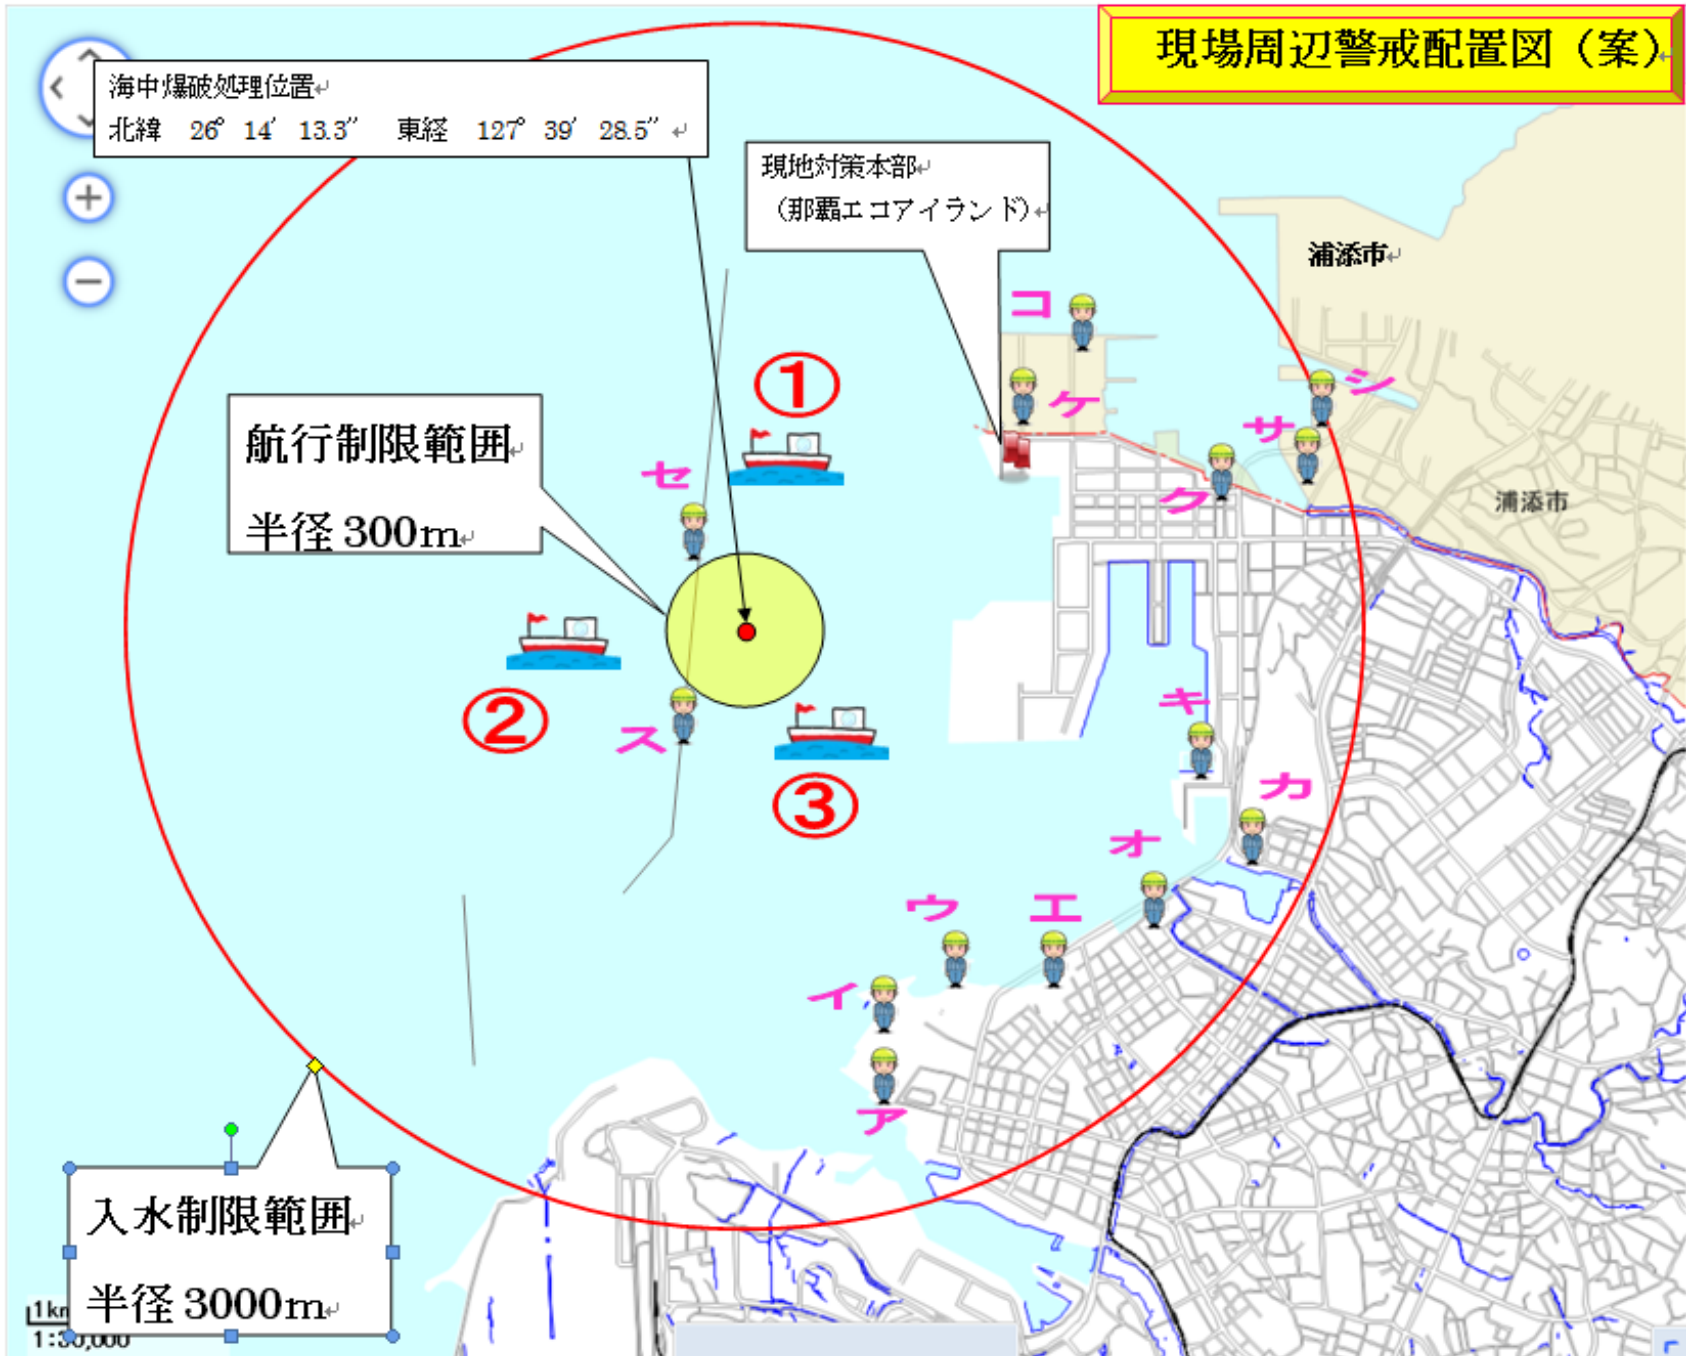 現場周辺警戒配置図（案）
海中爆破処理位置
北緯 26° 14′ 13.3″ 東経 127° 39′ 28.5″
現地対策本部
（那覇エコアイランド）
浦添市
コ
ケ
シ
サ
ク
①
航行制限範囲
半径 300m
セ
浦添市
②
ス
③
キ
カ
オ
ウ
エ
イ
ア
入水制限範囲
半径 3000m